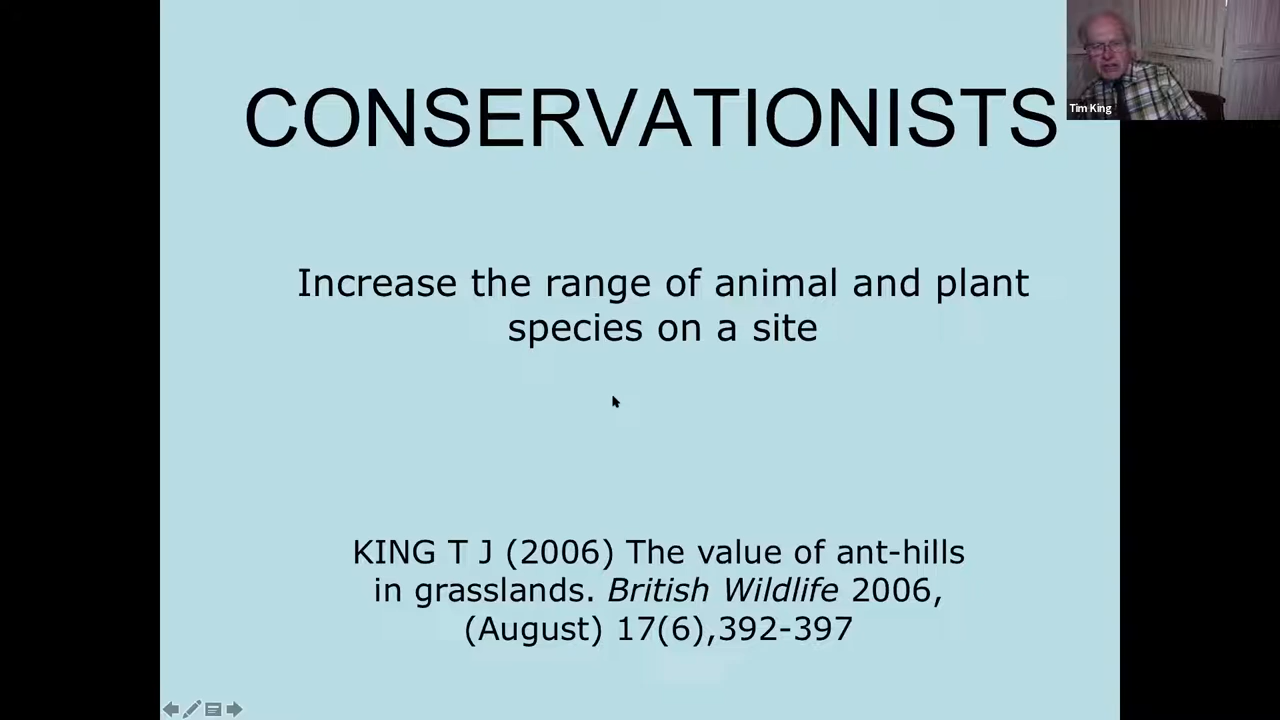 CONSERVATIONISTS
Tim King
Increase the range of animal and plant
species on a site
KING T J (2006) The value of ant-hills
in grasslands. British Wildlife 2006,
(August) 17(6),392-397